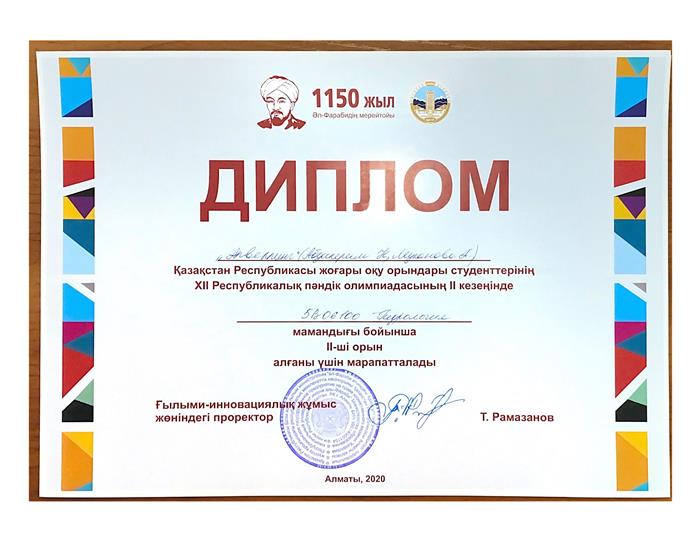 1150 ЖЫЛ
Әл-Фарабидің мерейтойы
ДИПЛОМ
Қазақстан Республикасы жоғары оқу орындары студенттерінің
XII Республикалық пәндік олимпиадасының II кезеңінде
мамандығы бойынша
II-ші орын
алғаны үшін марапатталады
Ғылыми-инновациялық жұмыс
жөніндегі проректор
Т. Рамазанов
Алматы, 2020